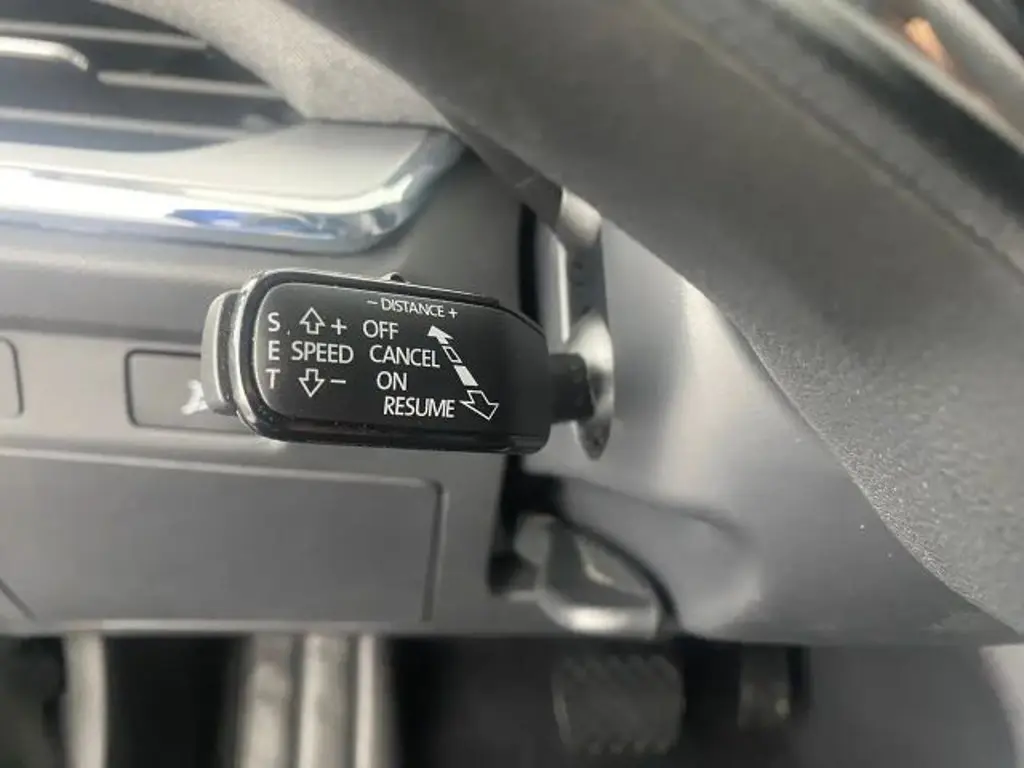 − DISTANCE +
S + OFF
E SPEED CANCEL
T − ON
RESUME